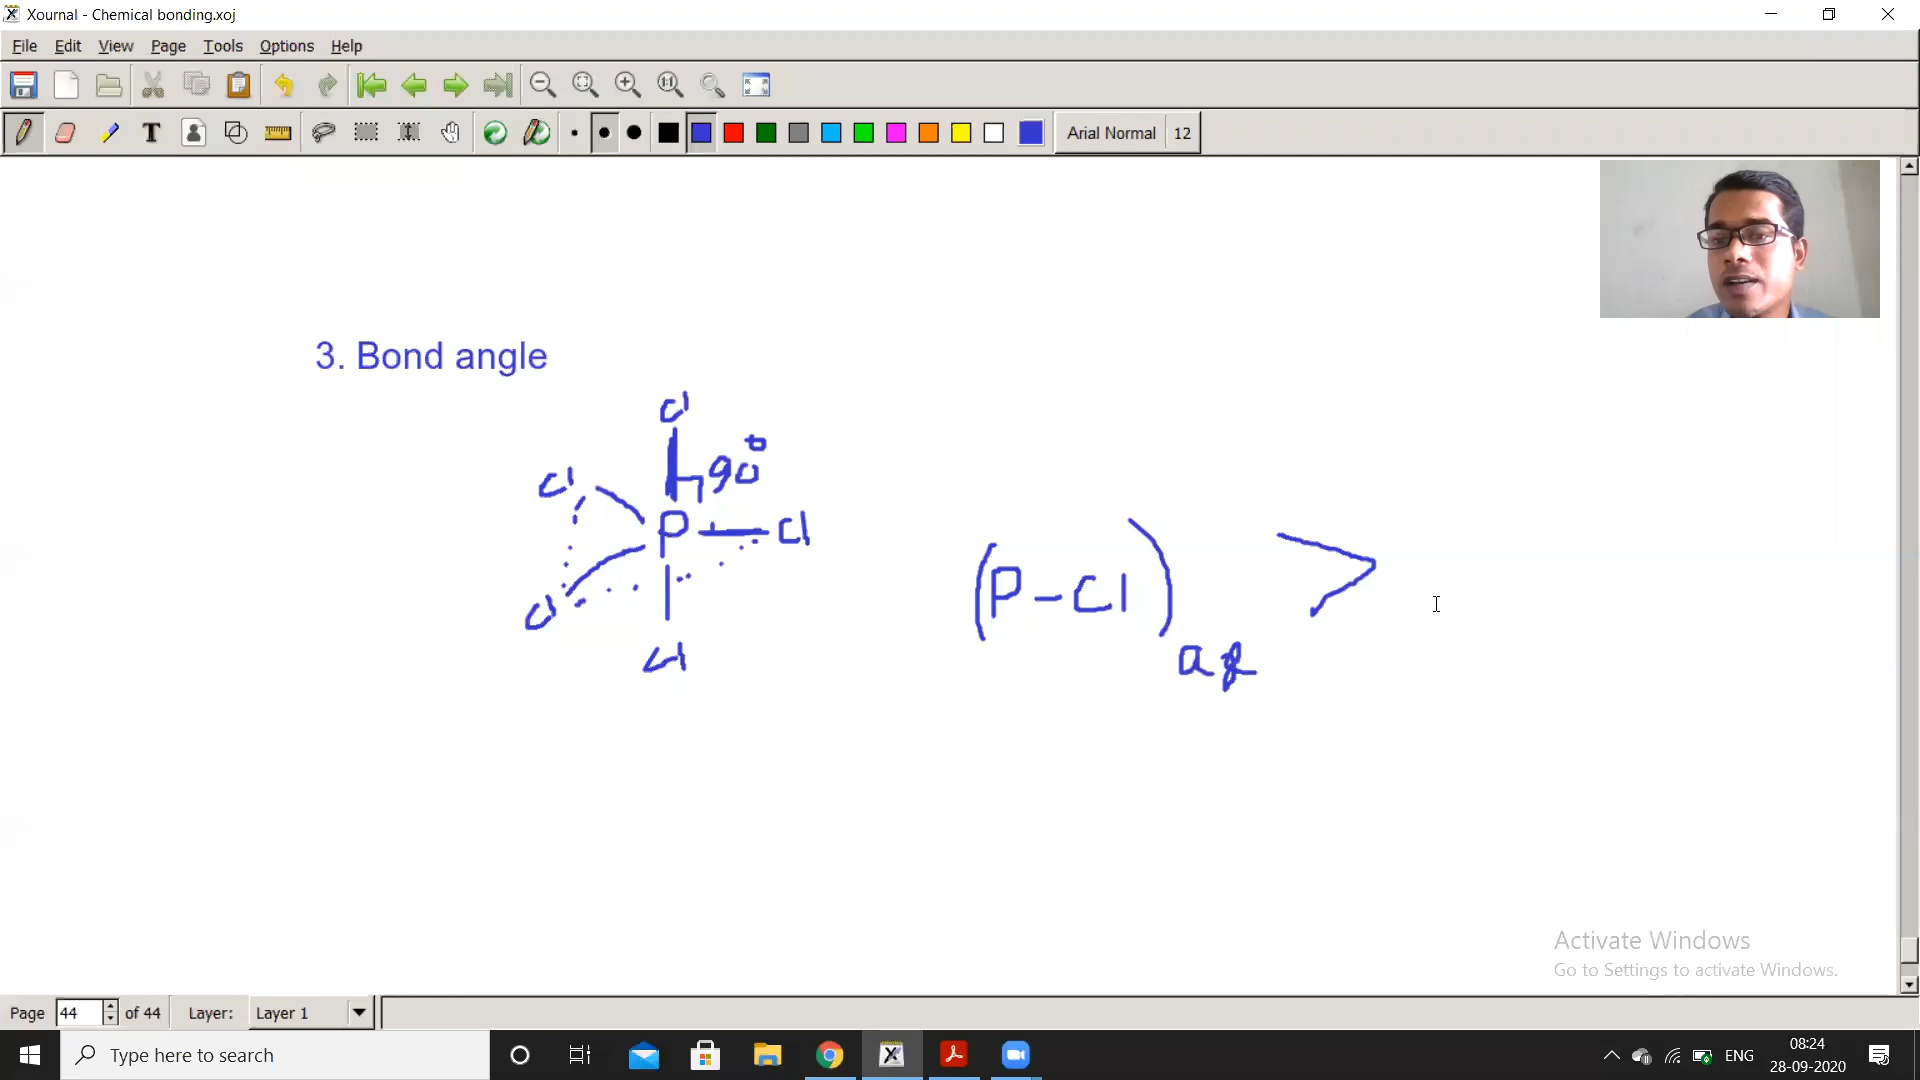 Xournal - Chemical bonding.xoj
File Edit View Page Tools Options Help
Arial Normal 12
3. Bond angle
Cl
90°
Cl
P Cl
Cl
Cl
(P-Cl) >
Activate Windows
Go to Settings to activate Windows.
Page 44 of 44 Layer: Layer 1
Type here to search
ENG
08:24
28-09-2020